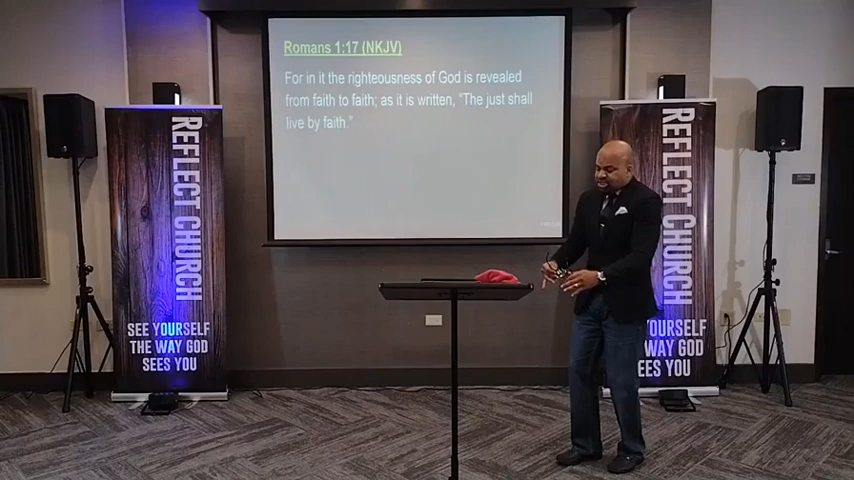 Romans 1:17 (NKJV)
For in it the righteousness of God is revealed
from faith to faith; as it is written, "The just shall
live by faith."
REFLECT CHURCH
SEE YOURSELF
THE WAY GOD
SEES YOU
REFLECT CHURCH
YOURSELF
WAY GOD
SEES YOU